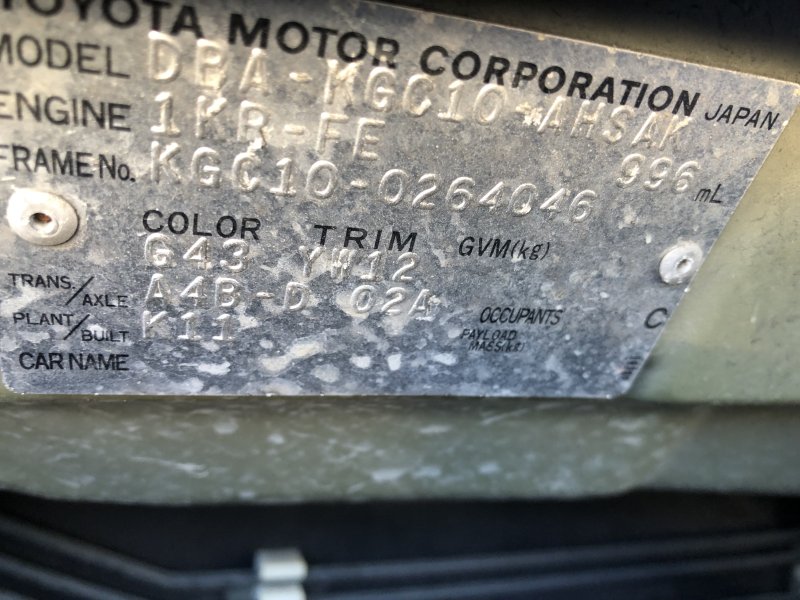 TOYOTA MOTOR CORPORATION JAPAN
MODEL DBA-KGC10-AHSAK
ENGINE 1KR-FE 996 mL
FRAME No. KGC10-0264046
COLOR TRIM GVM(kg)
G43 YW12
TRANS./AXLE A4B-D 02A OCCUPANTS C
PLANT/BUILT K11 PAYLOAD MASS(kg)
CAR NAME